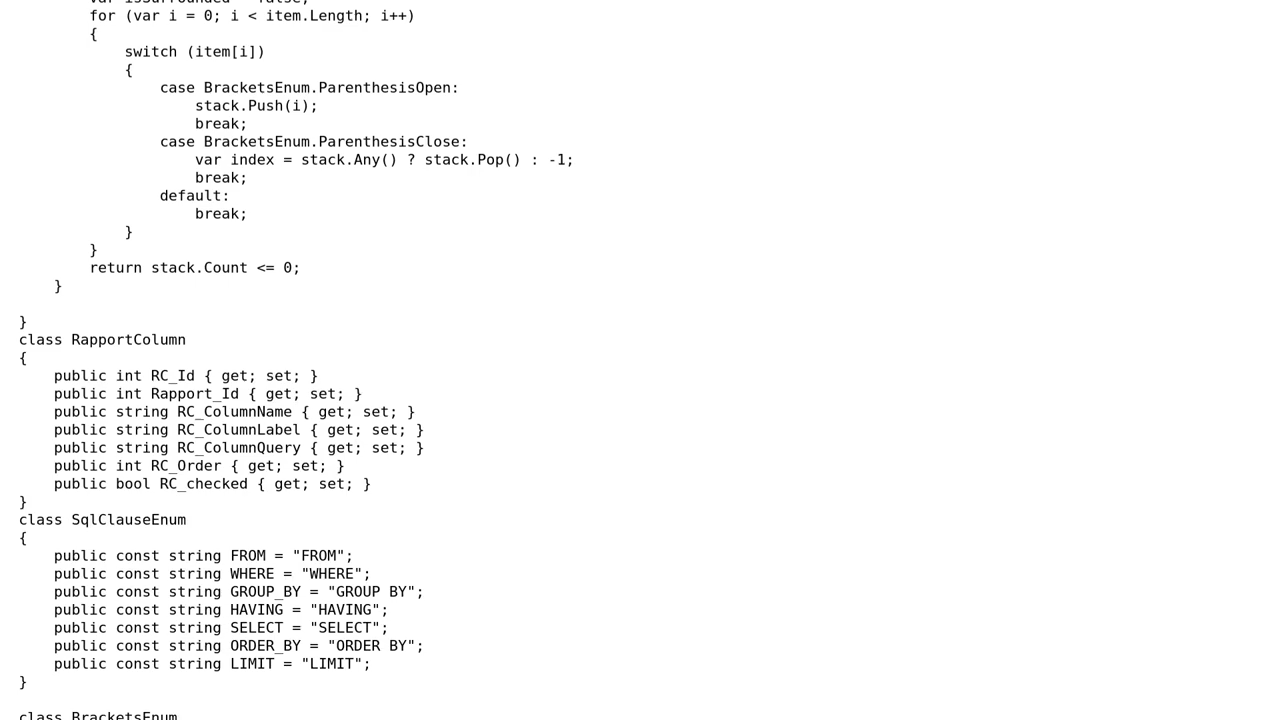 var isSurrounded = false;
for (var i = 0; i < item.Length; i++)
{
switch (item[i])
{
case BracketsEnum.ParenthesisOpen:
stack.Push(i);
break;
case BracketsEnum.ParenthesisClose:
var index = stack.Any() ? stack.Pop() : -1;
break;
default:
break;
}
}
return stack.Count <= 0;
}
}
class RapportColumn
{
public int RC_Id { get; set; }
public int Rapport_Id { get; set; }
public string RC_ColumnName { get; set; }
public string RC_ColumnLabel { get; set; }
public string RC_ColumnQuery { get; set; }
public int RC_Order { get; set; }
public bool RC_checked { get; set; }
}
class SqlClauseEnum
{
public const string FROM = "FROM";
public const string WHERE = "WHERE";
public const string GROUP_BY = "GROUP BY";
public const string HAVING = "HAVING";
public const string SELECT = "SELECT";
public const string ORDER_BY = "ORDER BY";
public const string LIMIT = "LIMIT";
}
class BracketsEnum